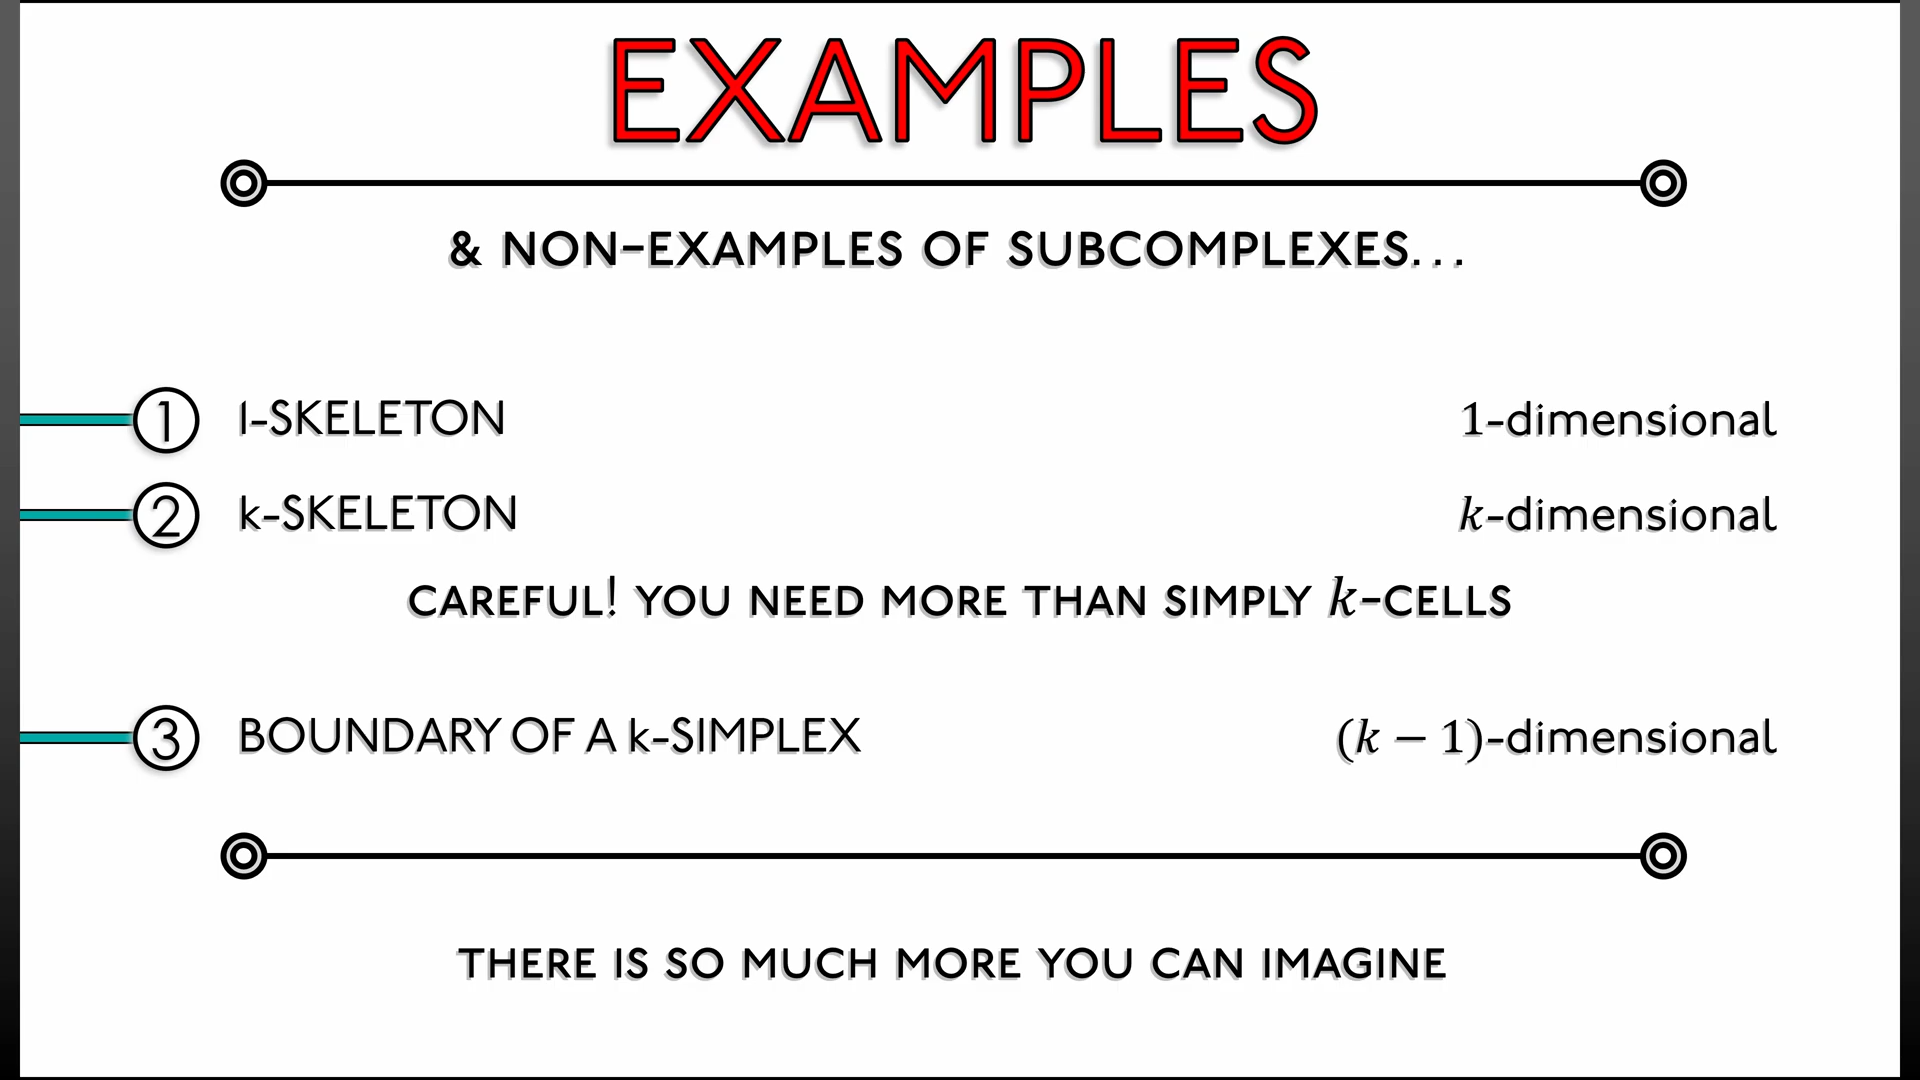 EXAMPLES
& NON-EXAMPLES OF SUBCOMPLEXES...
1 1-SKELETON 1-dimensional
2 k-SKELETON k-dimensional
CAREFUL! YOU NEED MORE THAN SIMPLY k-CELLS
3 BOUNDARY OF A k-SIMPLEX (k − 1)-dimensional
THERE IS SO MUCH MORE YOU CAN IMAGINE